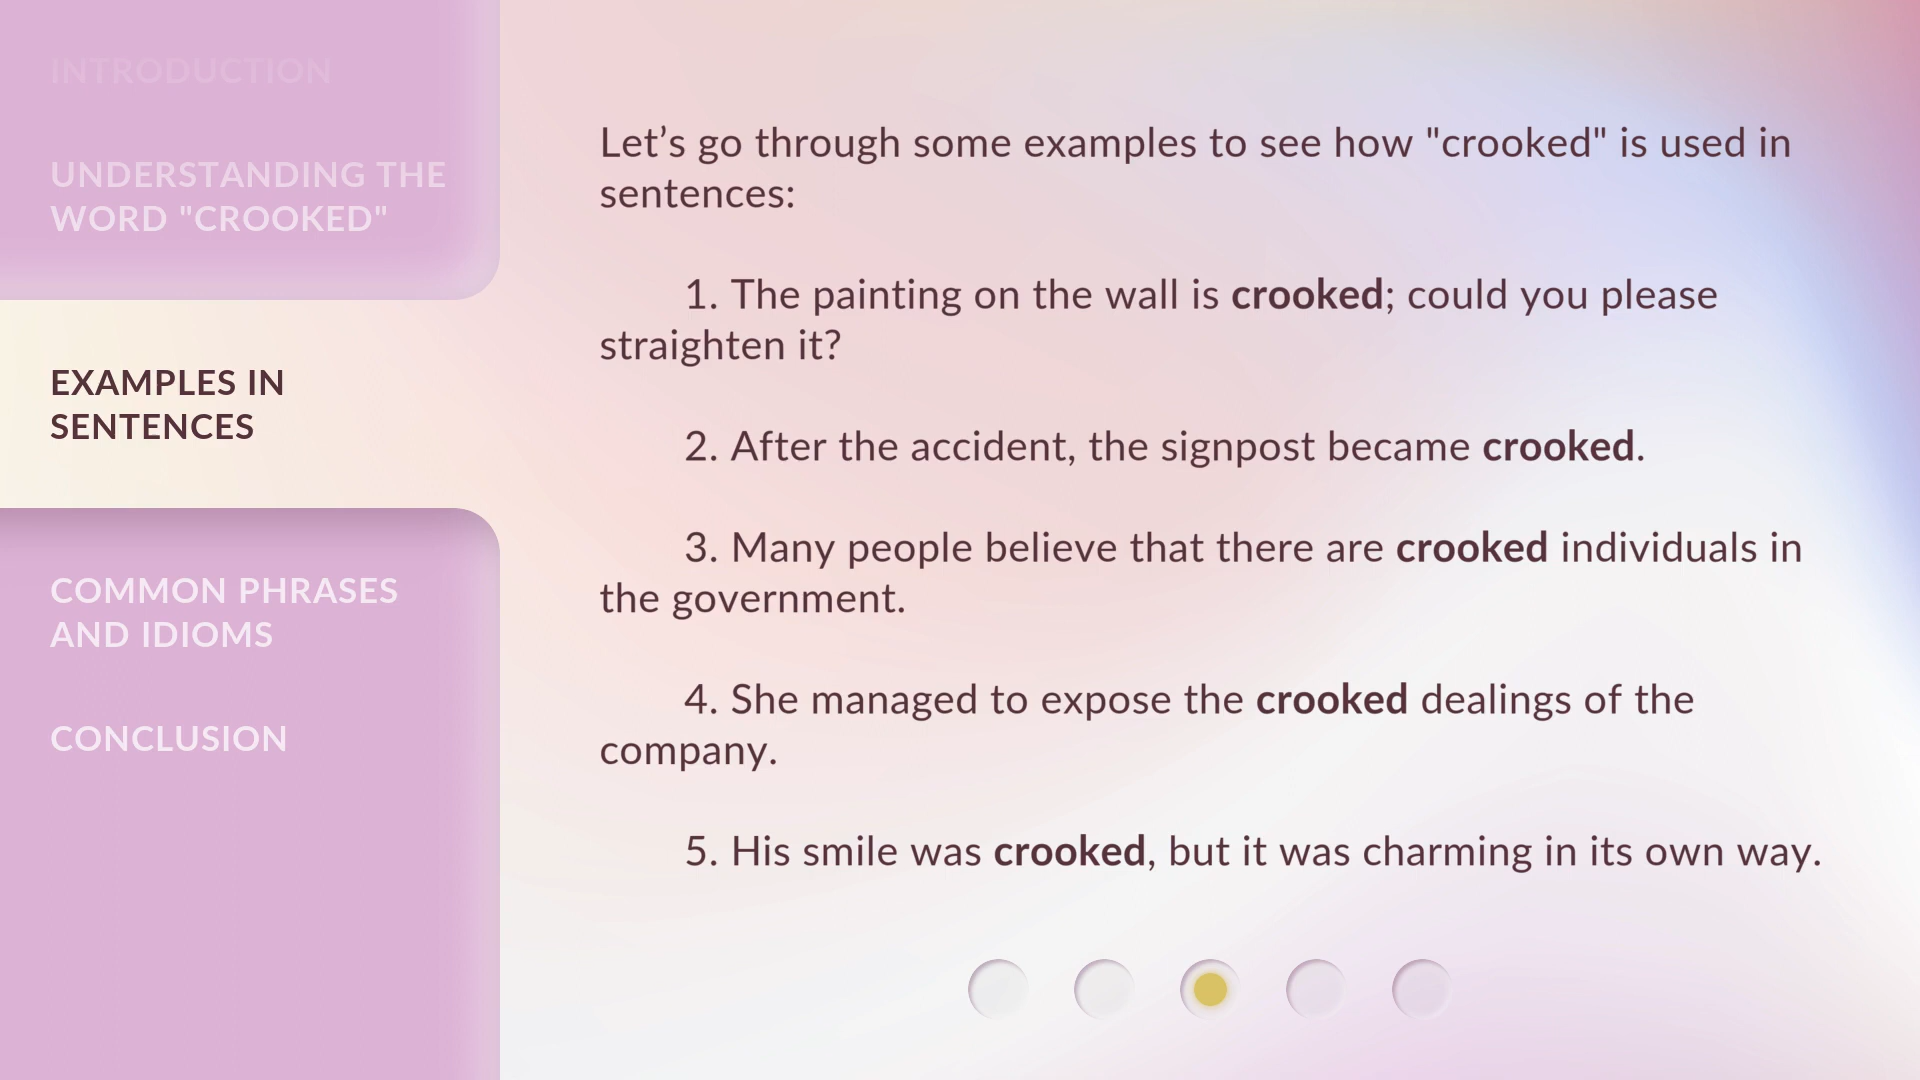 INTRODUCTION
UNDERSTANDING THE
WORD "CROOKED"
EXAMPLES IN
SENTENCES
COMMON PHRASES
AND IDIOMS
CONCLUSION
Let’s go through some examples to see how "crooked" is used in
sentences:
1. The painting on the wall is crooked; could you please
straighten it?
2. After the accident, the signpost became crooked.
3. Many people believe that there are crooked individuals in
the government.
4. She managed to expose the crooked dealings of the
company.
5. His smile was crooked, but it was charming in its own way.